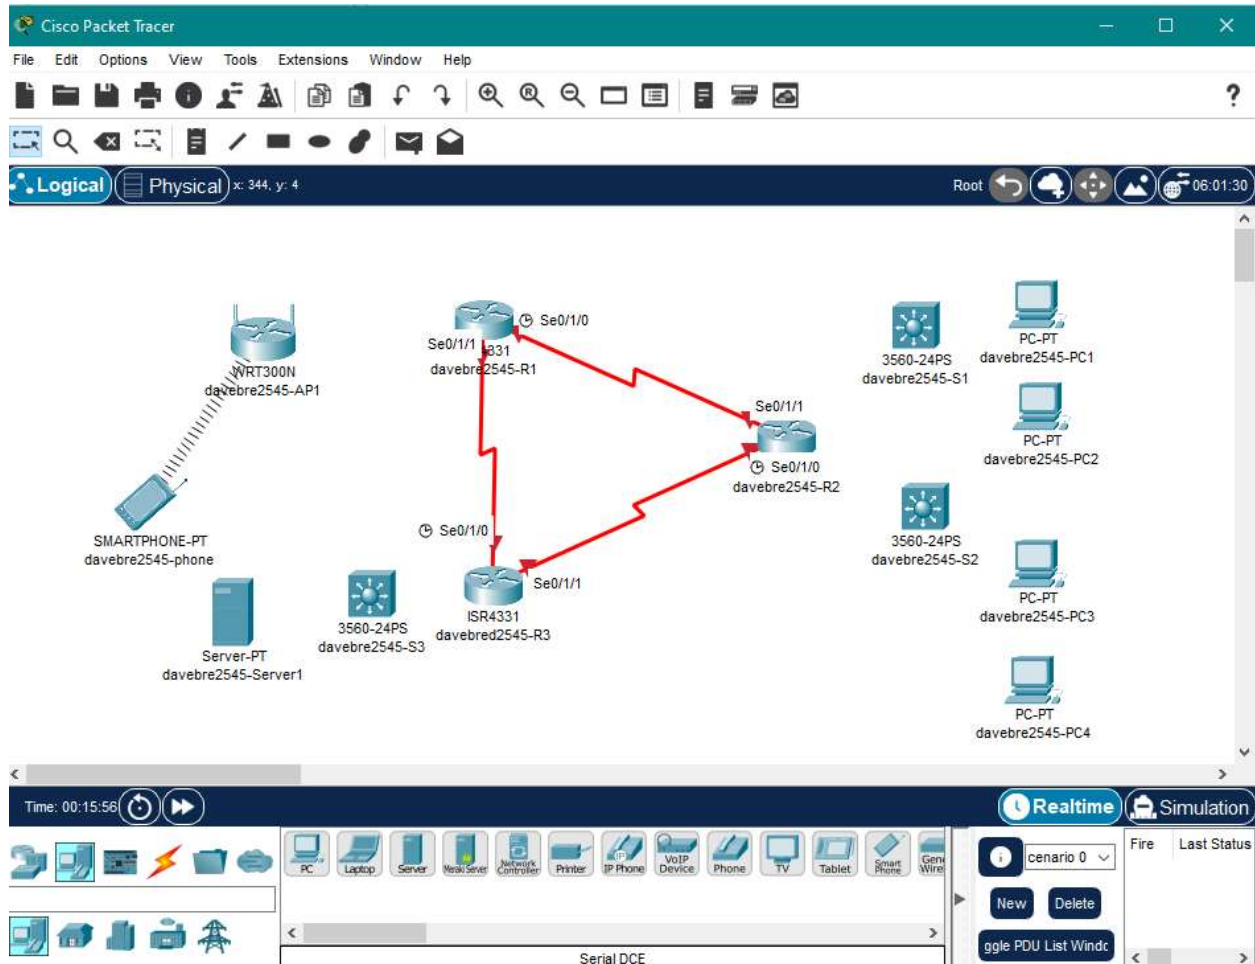 Cisco Packet Tracer
File Edit Options View Tools Extensions Window Help
?
Logical Physical x: 344, y: 4 Root 06:01:30
Se0/1/0
Se0/1/1 4331
davebre2545-R1
WRT300N
davebre2545-AP1
PC-PT
davebre2545-PC1
3560-24PS
davebre2545-S1
Se0/1/1
Se0/1/0
davebre2545-R2
PC-PT
davebre2545-PC2
SMARTPHONE-PT
davebre2545-phone
Se0/1/0
Se0/1/1
ISR4331
davebred2545-R3
3560-24PS
davebre2545-S2
3560-24PS
davebre2545-S3
PC-PT
davebre2545-PC3
Server-PT
davebre2545-Server1
PC-PT
davebre2545-PC4
Time: 00:15:56 Realtime Simulation
PC Laptop Server Meraki Server Network Controller Printer IP Phone VoIP Device Phone TV Tablet Smart Phone Gen Wire
cenario 0 Fire Last Status
New Delete
ggle PDU List Windc
Serial DCE